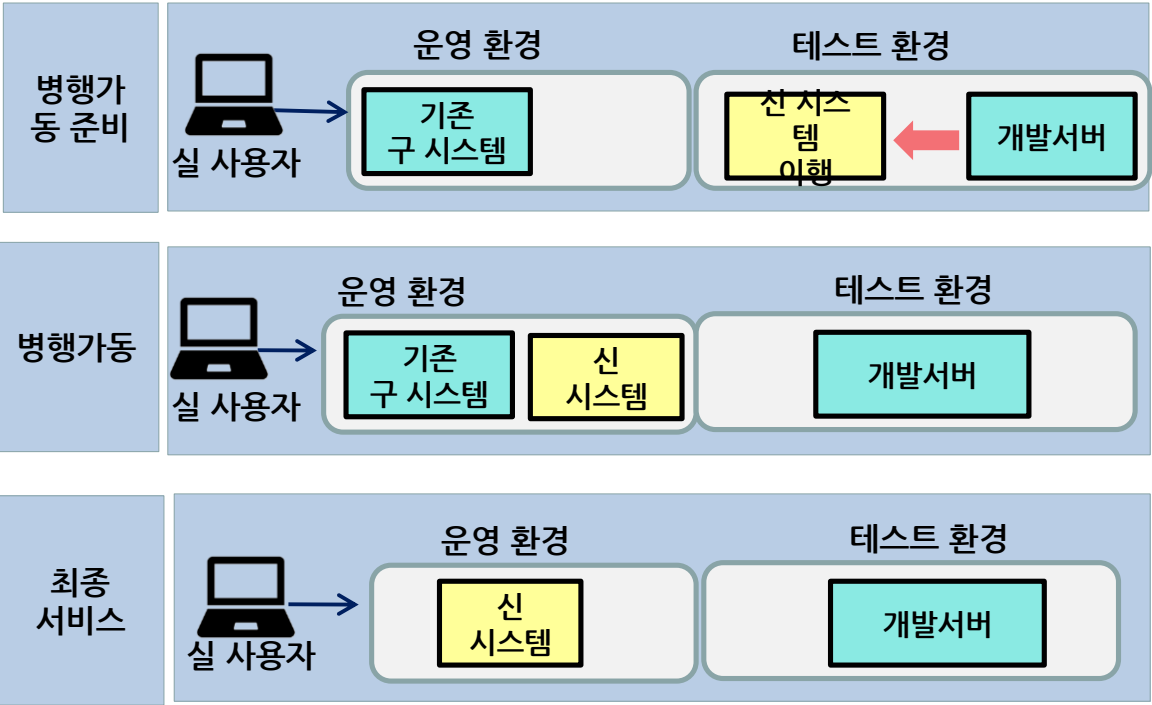 병행가
동 준비
실 사용자
운영 환경
기존
구 시스템
테스트 환경
신 시스
템
이행
개발서버
병행가동
실 사용자
운영 환경
기존
구 시스템
신
시스템
테스트 환경
개발서버
최종
서비스
실 사용자
운영 환경
신
시스템
테스트 환경
개발서버